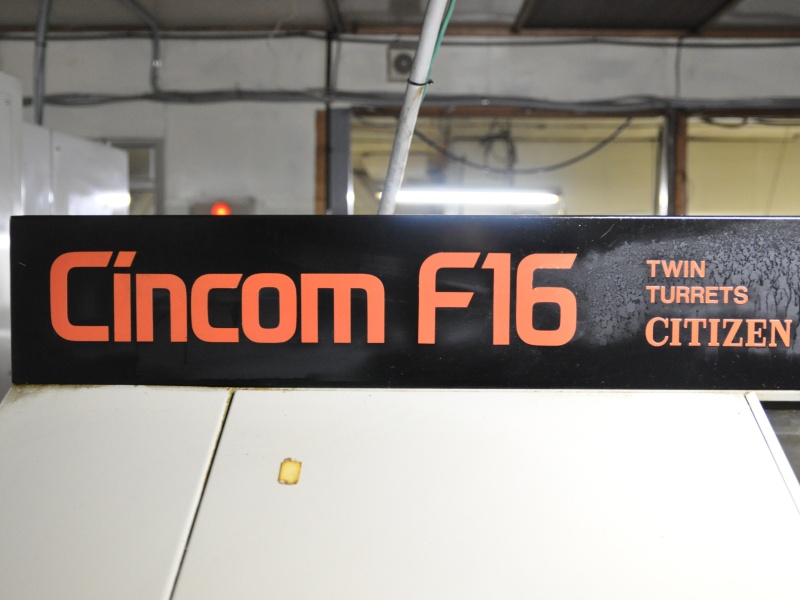 Cincom F16
TWIN
TURRETS
CITIZEN